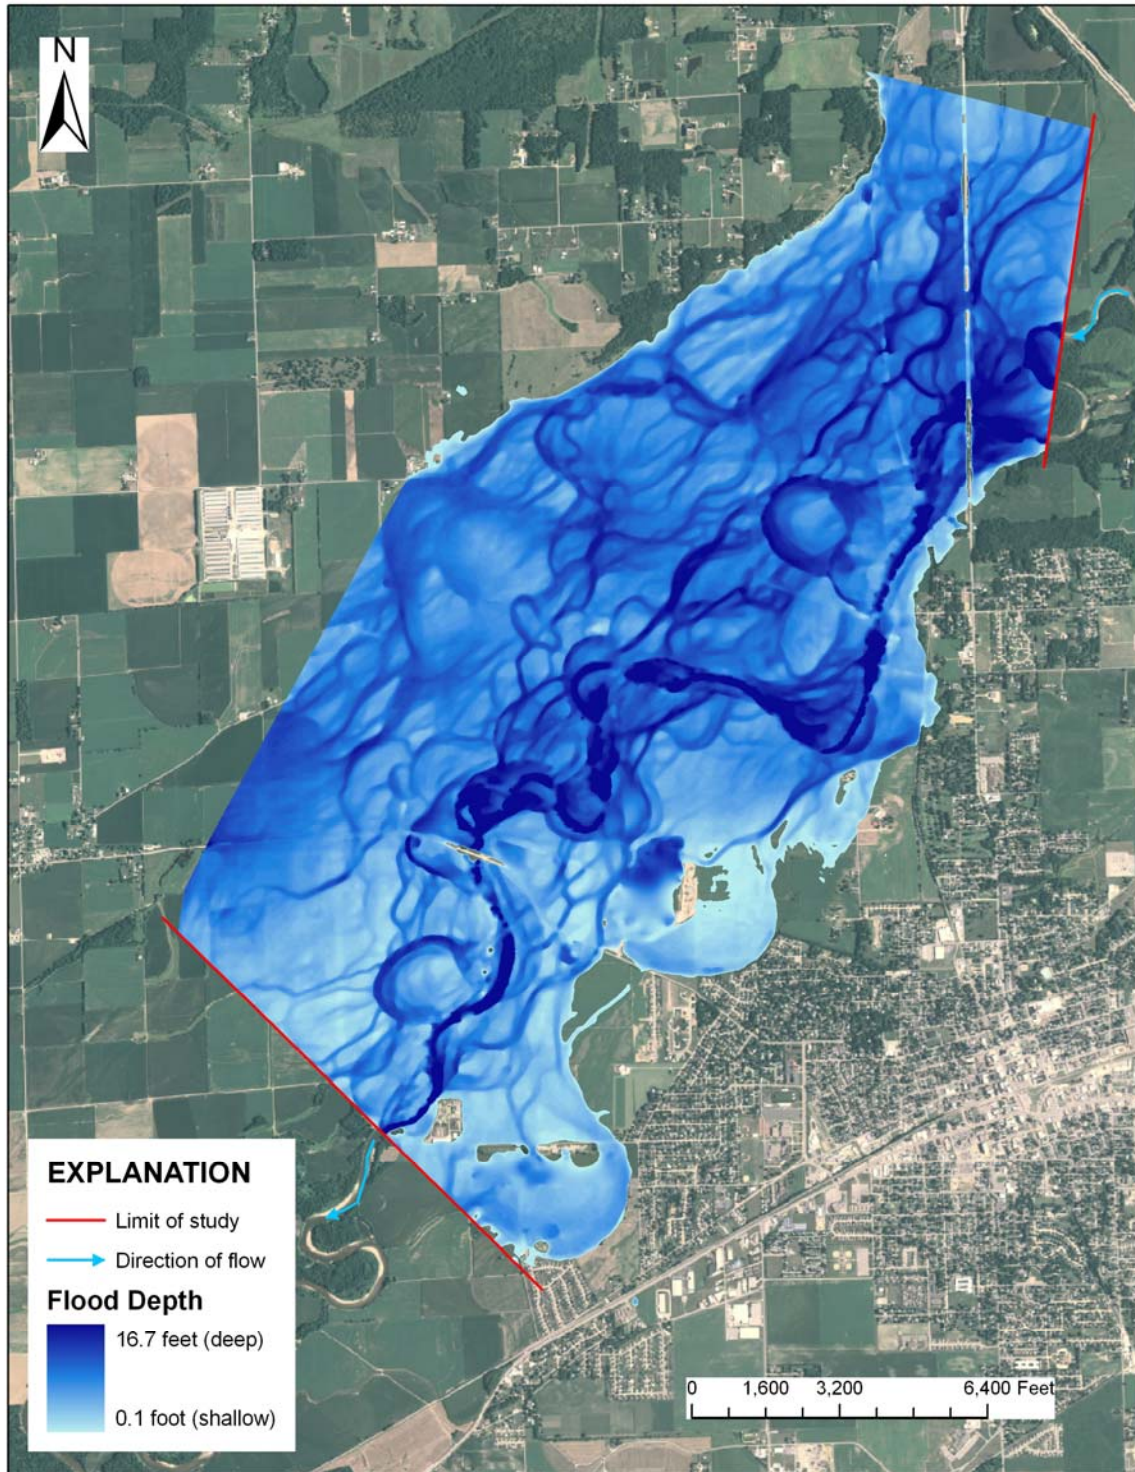 N
EXPLANATION
Limit of study
Direction of flow
Flood Depth
16.7 feet (deep)
0.1 foot (shallow)
0 1,600 3,200 6,400 Feet